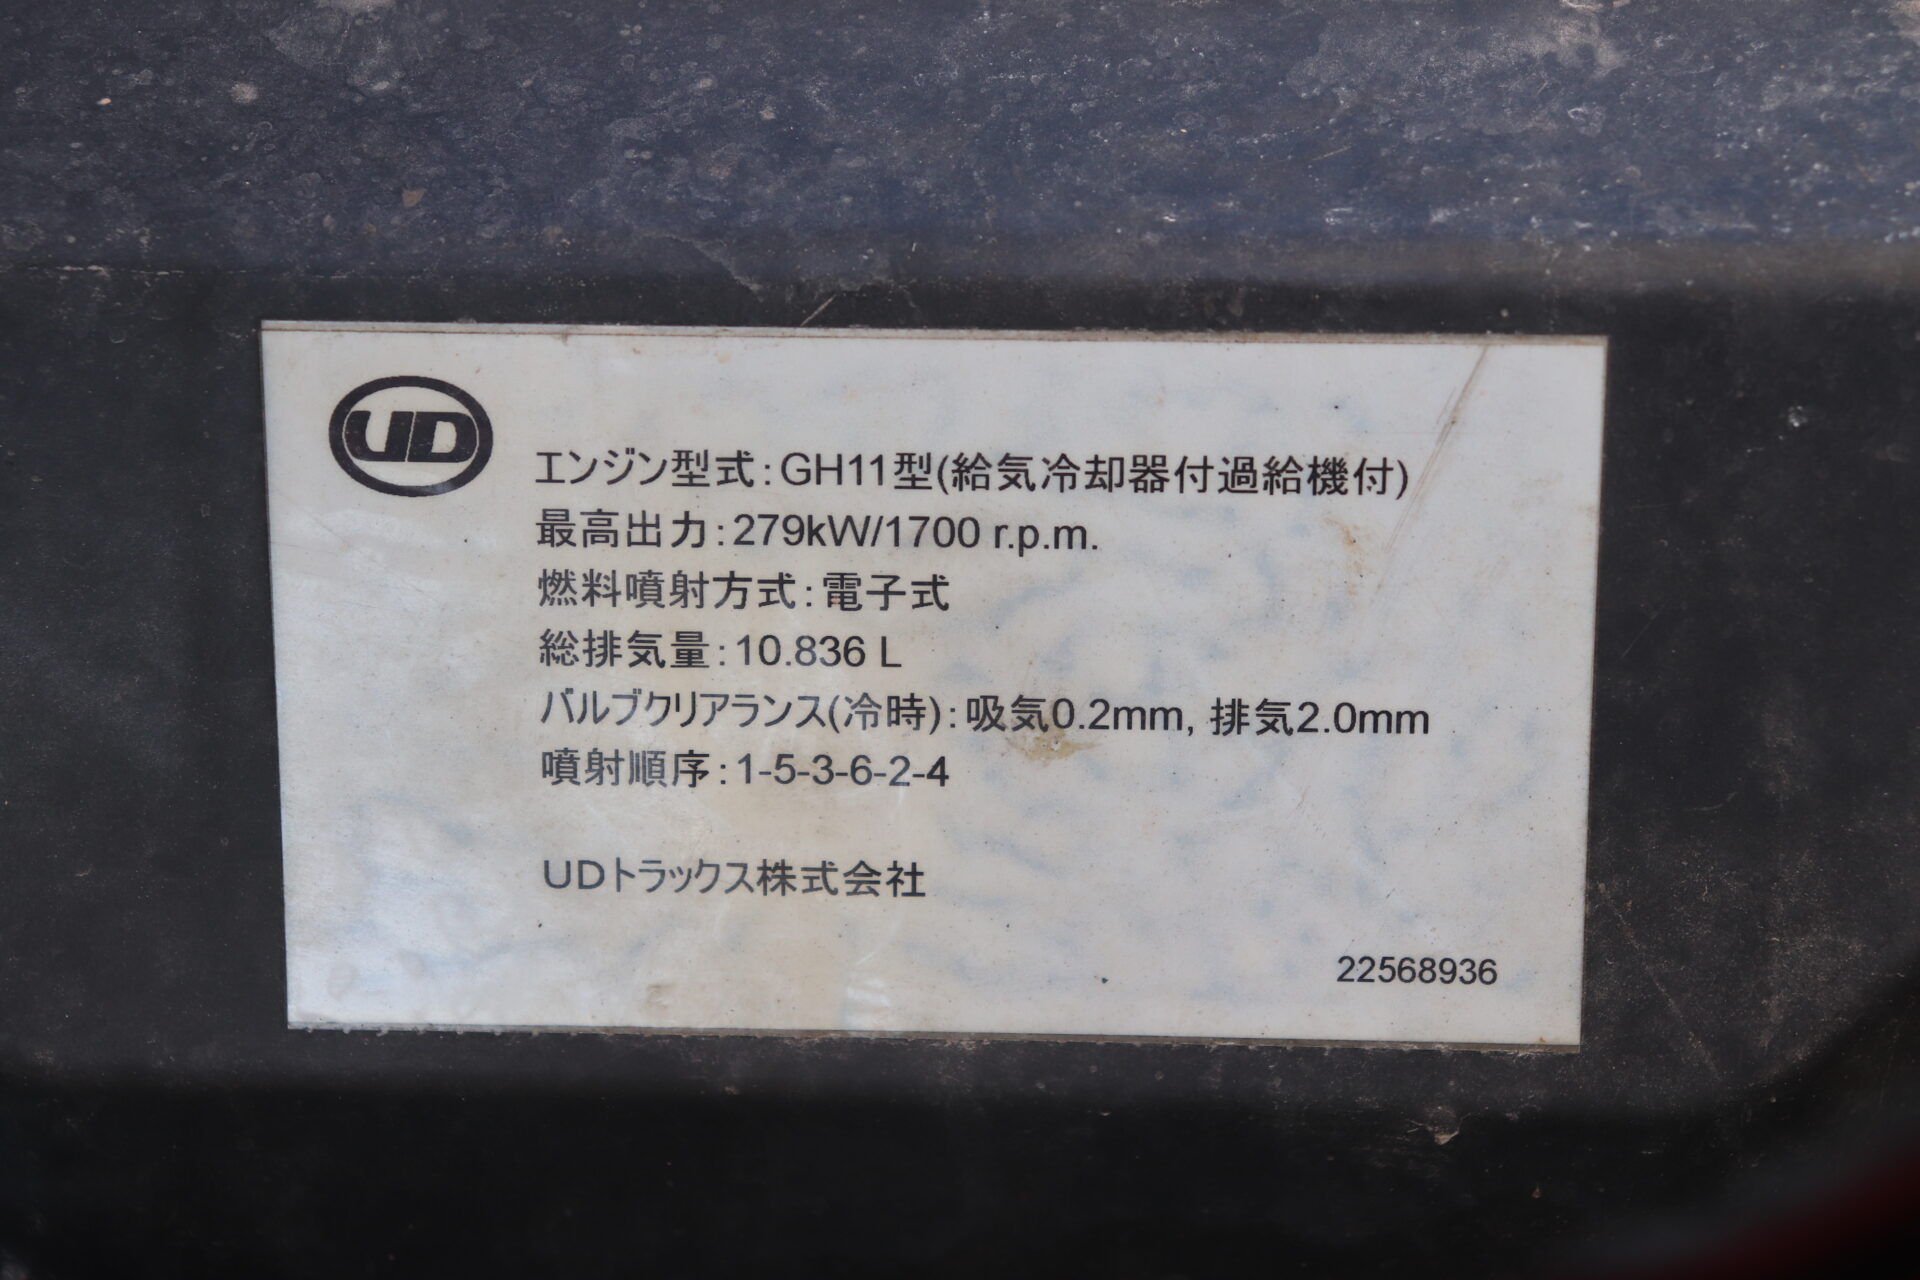 UD
エンジン型式:GH11型(給気冷却器付過給機付)
最高出力:279kW/1700 r.p.m.
燃料噴射方式:電子式
総排気量:10.836 L
バルブクリアランス(冷時):吸気0.2mm, 排気2.0mm
噴射順序:1-5-3-6-2-4
UDトラックス株式会社
22568936